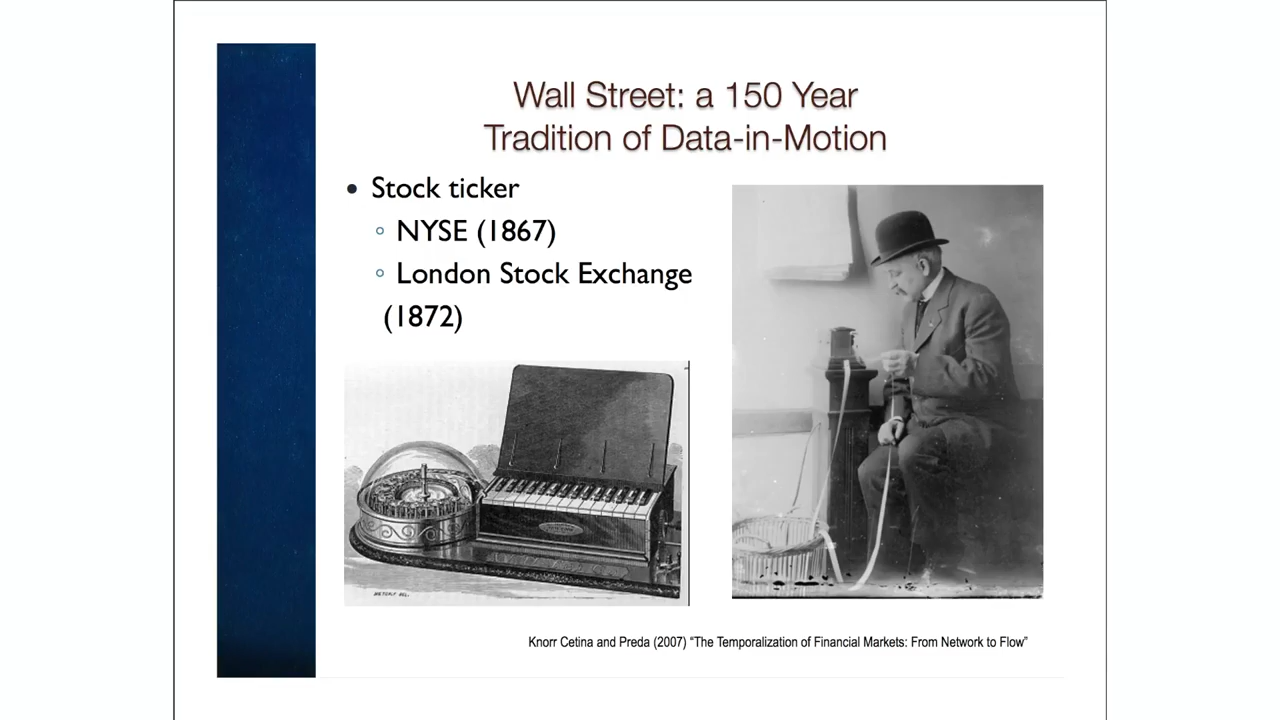 Wall Street: a 150 Year
Tradition of Data-in-Motion
• Stock ticker
◦ NYSE (1867)
◦ London Stock Exchange
(1872)
Knorr Cetina and Preda (2007) “The Temporalization of Financial Markets: From Network to Flow”